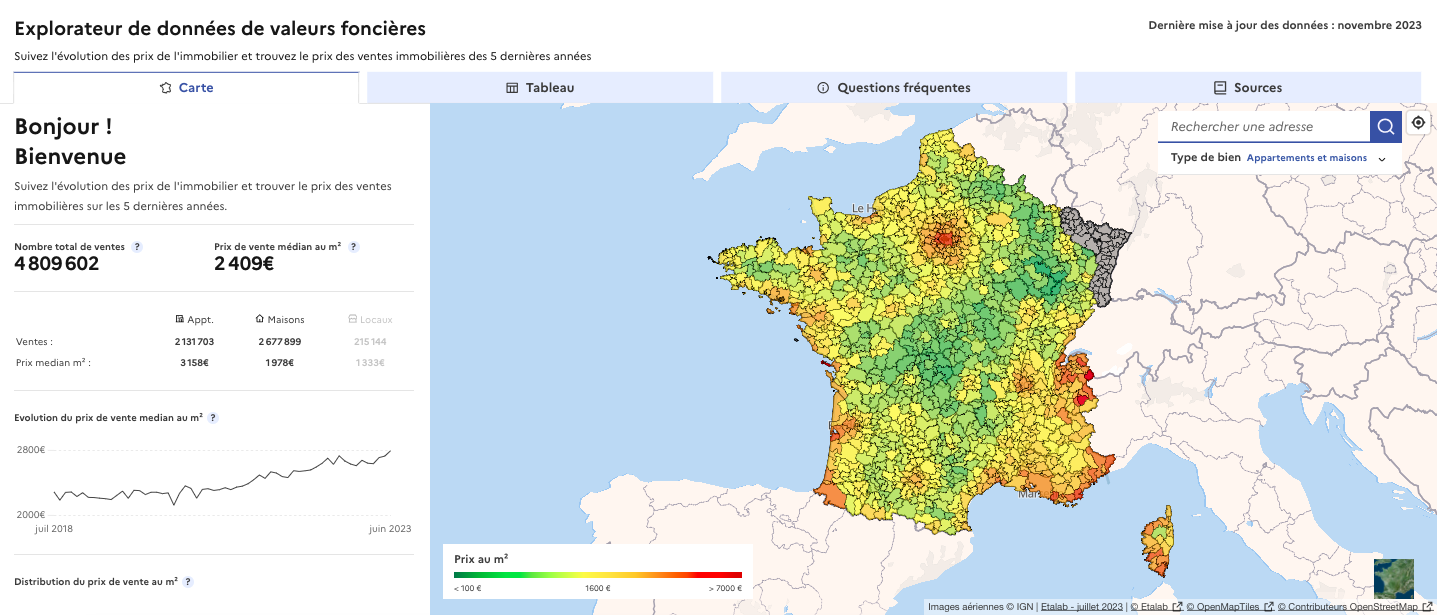 Explorateur de données de valeurs foncières
Dernière mise à jour des données : novembre 2023
Suivez l'évolution des prix de l'immobilier et trouvez le prix des ventes immobilières des 5 dernières années
Carte
Tableau
Questions fréquentes
Sources
Bonjour !
Bienvenue
Suivez l'évolution des prix de l'immobilier et trouver le prix des ventes
immobilières sur les 5 dernières années.
Nombre total de ventes ?
4 809 602
Prix de vente médian au m² ?
2 409€
Appt. Maisons Locaux
Ventes : 2 131 703 2 677 899 215 144
Prix median m² : 3 158€ 1 978€ 1 333€
Evolution du prix de vente median au m² ?
2800€
2000€
juil 2018 juin 2023
Distribution du prix de vente au m² ?
Rechercher une adresse
Type de bien Appartements et maisons
Le H
Mar
Prix au m²
< 100 € 1600 € > 7000 €
Images aériennes © IGN | Etalab - juillet 2023 | © Etalab © OpenMapTiles © Contributeurs OpenStreetMap